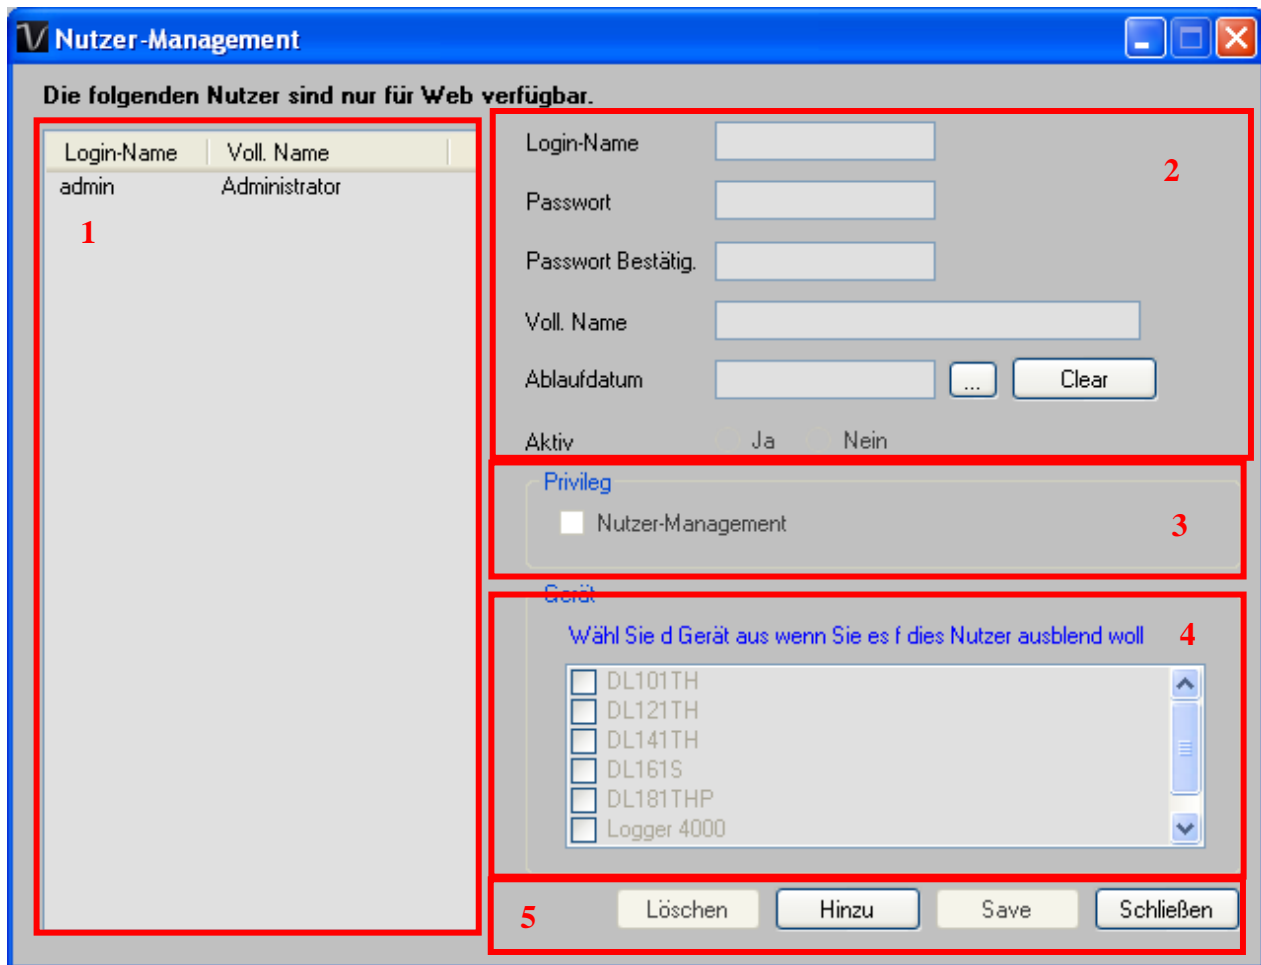 Nutzer-Management
Die folgenden Nutzer sind nur für Web verfügbar.
Login-Name Voll. Name
admin Administrator
1
Login-Name
2
Passwort
Passwort Bestätig.
Voll. Name
Ablaufdatum ... Clear
Aktiv Ja Nein
Privileg
Nutzer-Management
3
Gerät
Wähl Sie d Gerät aus wenn Sie es f dies Nutzer ausblend woll
4
DL101TH
DL121TH
DL141TH
DL161S
DL181THP
Logger 4000
5
Löschen Hinzu Save Schließen